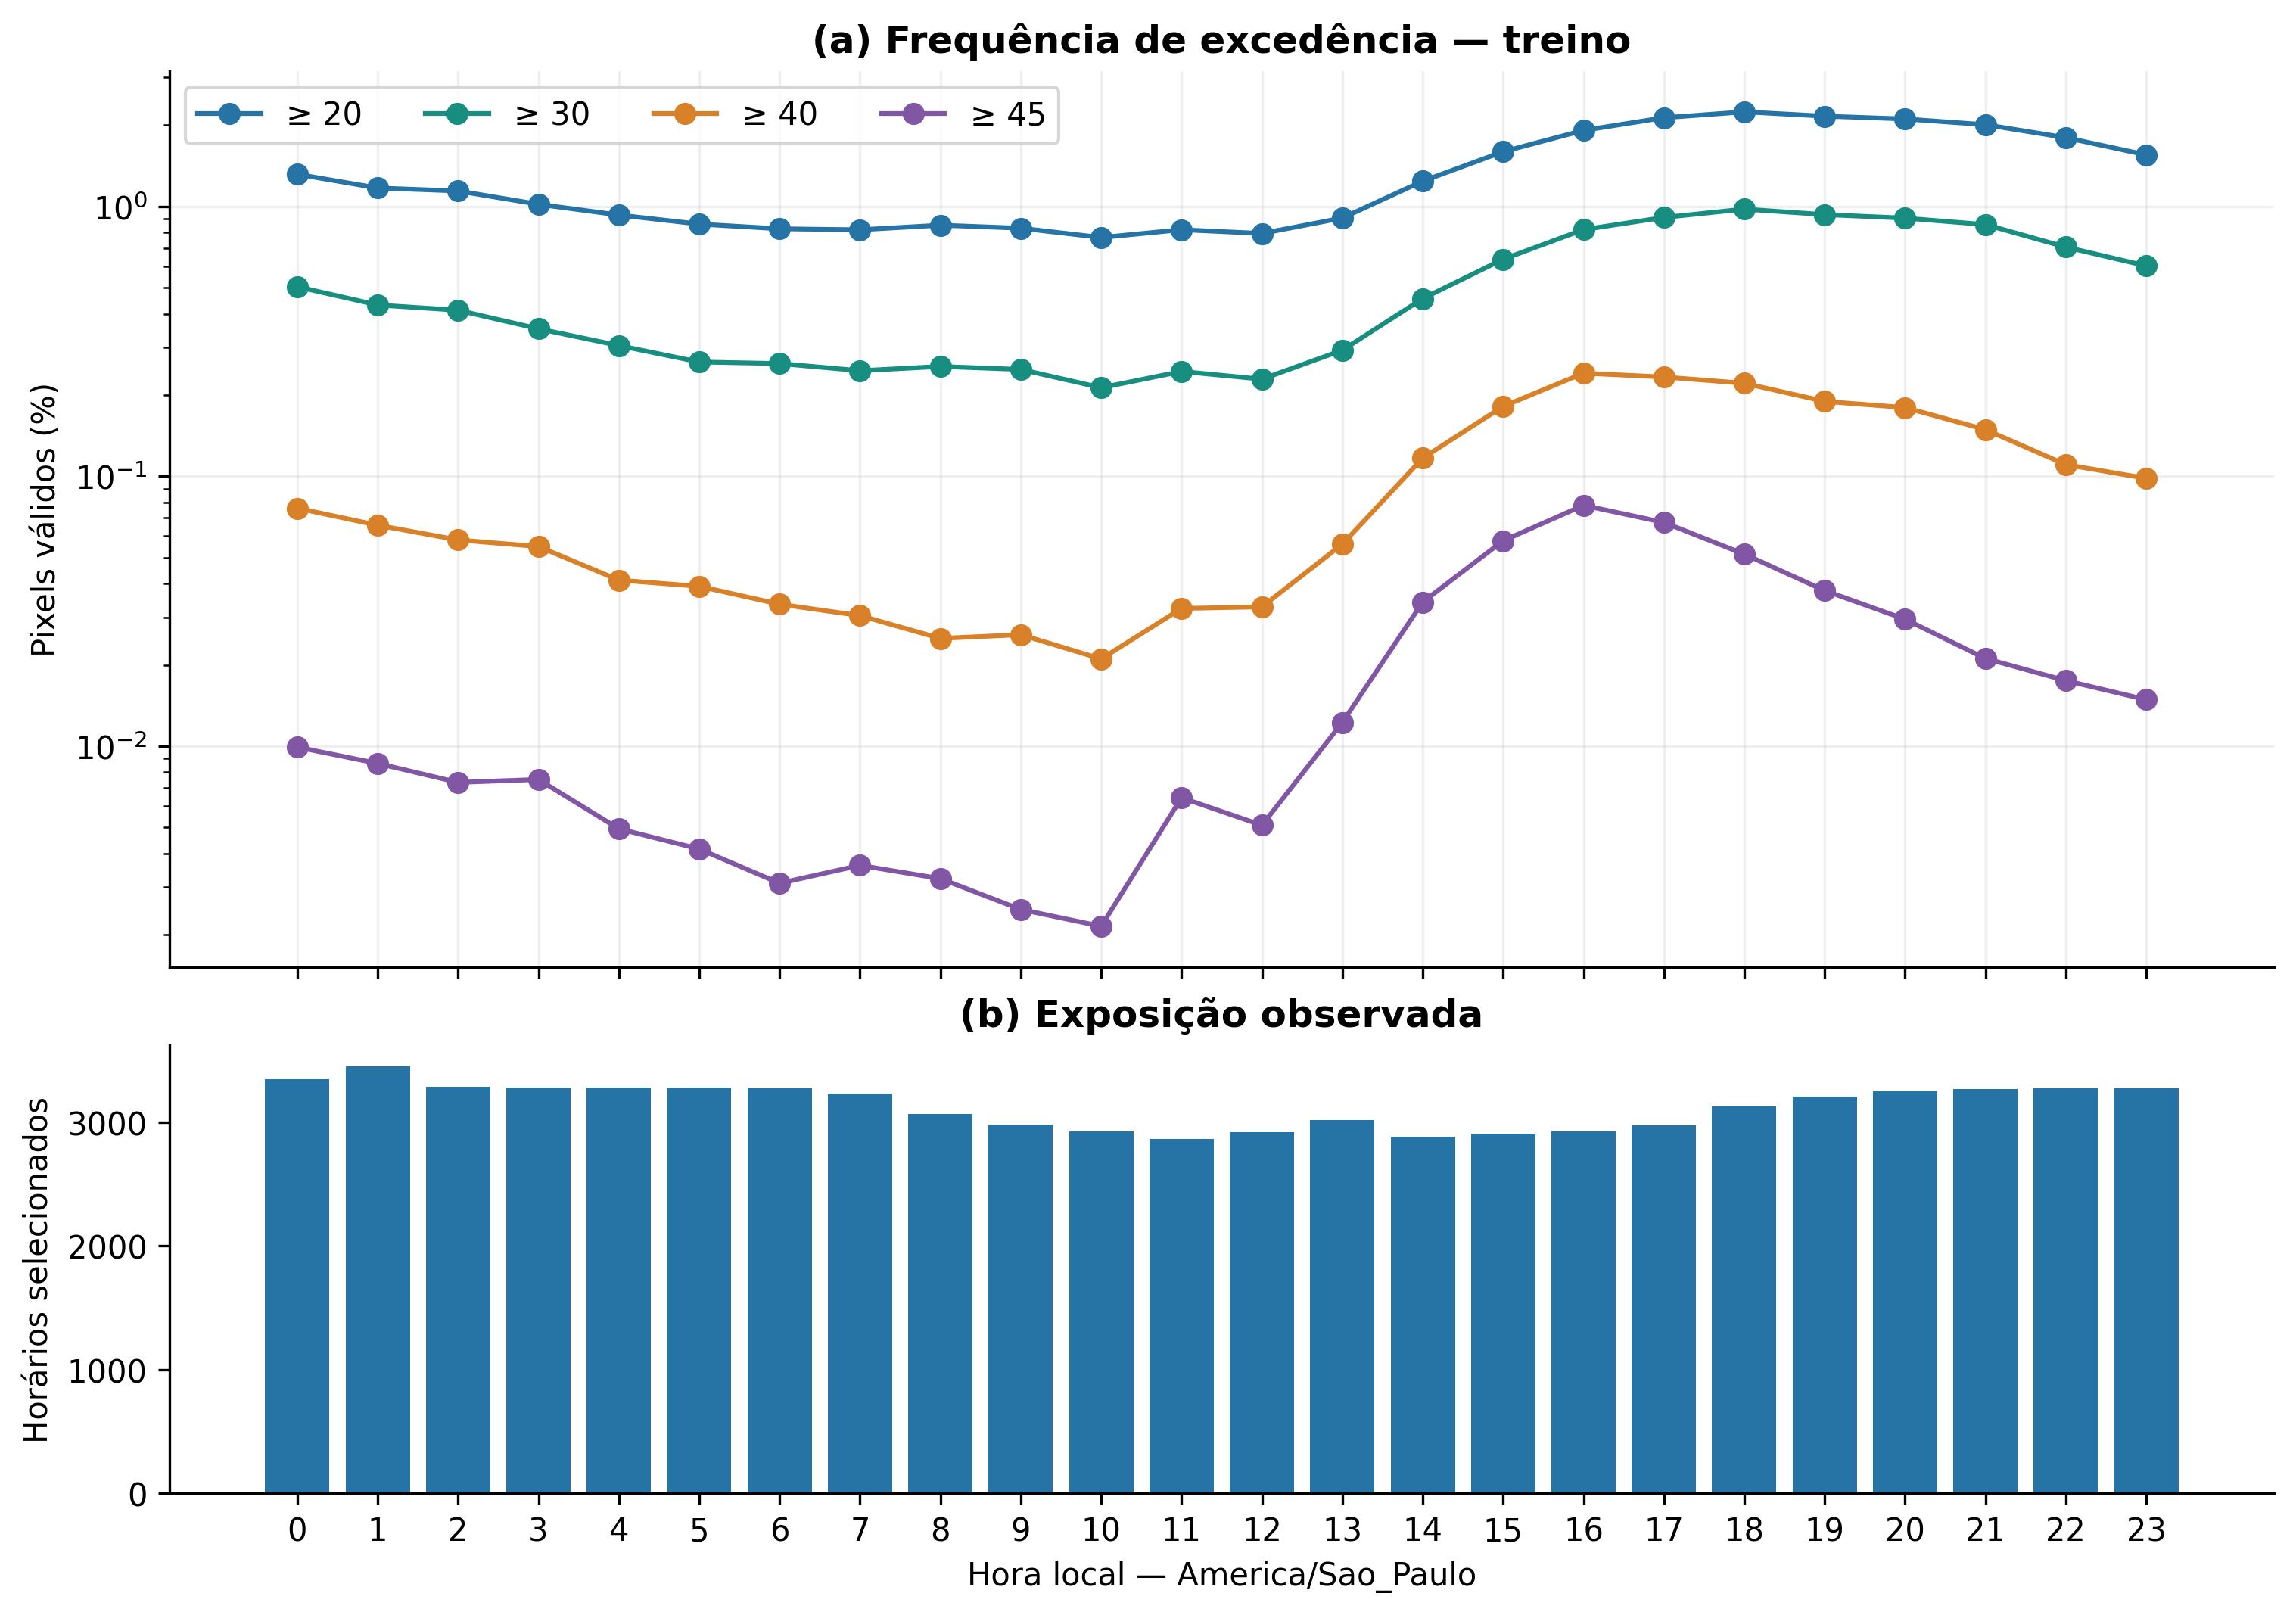 (a) Frequência de excedência — treino
≥ 20
≥ 30
≥ 40
≥ 45
Pixels válidos (%)
10⁰
10⁻¹
10⁻²
(b) Exposição observada
Horários selecionados
3000
2000
1000
0
0 1 2 3 4 5 6 7 8 9 10 11 12 13 14 15 16 17 18 19 20 21 22 23
Hora local — America/Sao_Paulo